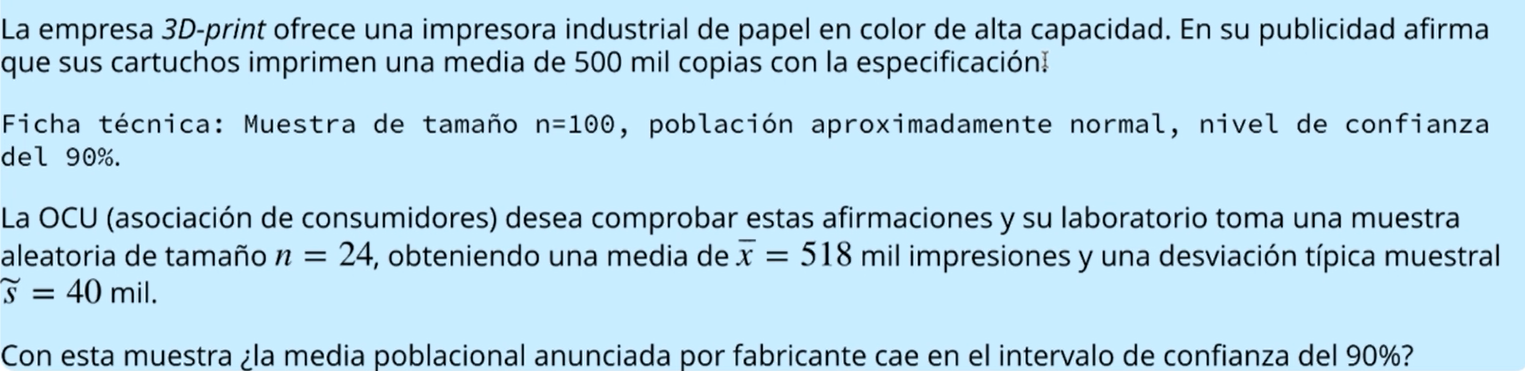 La empresa 3D-print ofrece una impresora industrial de papel en color de alta capacidad. En su publicidad afirma
que sus cartuchos imprimen una media de 500 mil copias con la especificación:
Ficha técnica: Muestra de tamaño n=100, población aproximadamente normal, nivel de confianza
del 90%.
La OCU (asociación de consumidores) desea comprobar estas afirmaciones y su laboratorio toma una muestra
aleatoria de tamaño n = 24, obteniendo una media de x̅ = 518 mil impresiones y una desviación típica muestral
s̃ = 40 mil.
Con esta muestra ¿la media poblacional anunciada por fabricante cae en el intervalo de confianza del 90%?